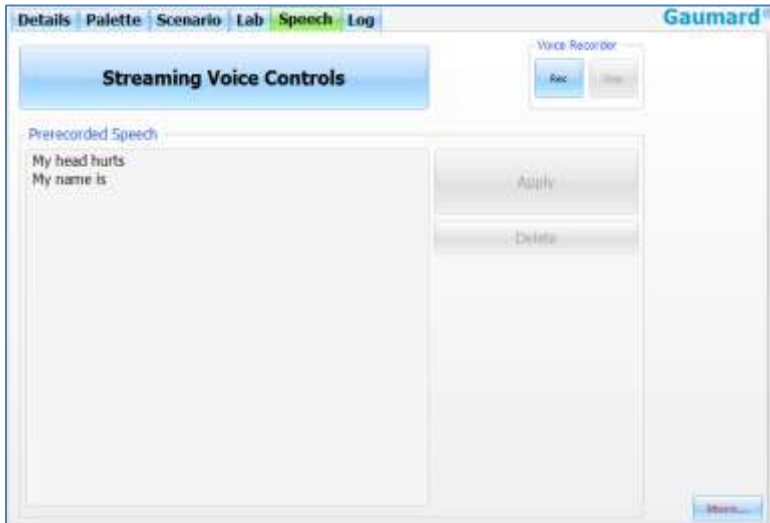 Details Palette Scenario Lab Speech Log
Gaumard®
Streaming Voice Controls
Voice Recorder
Rec
Prerecorded Speech
My head hurts
My name is
Apply
Delete
More...